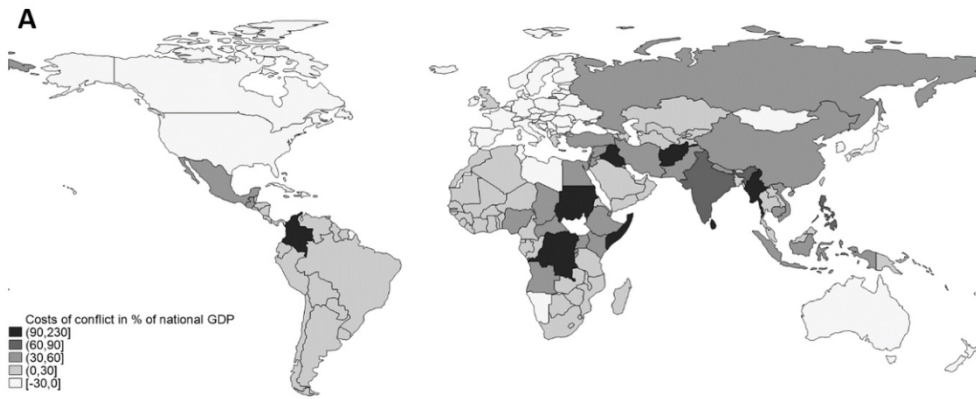 A
Costs of conflict in % of national GDP
(90,230]
(60,90]
(30,60]
(0,30]
[-30,0]